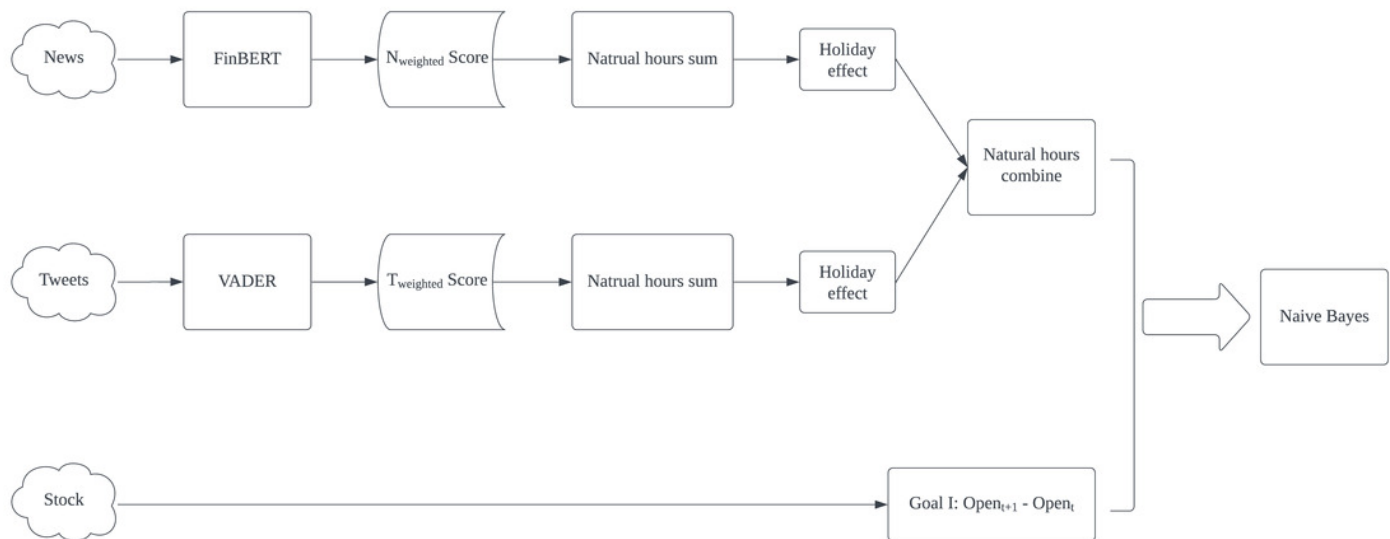 News
FinBERT
Nweighted Score
Natrual hours sum
Holiday
effect
Natural hours
combine
Tweets
VADER
Tweighted Score
Natrual hours sum
Holiday
effect
Naive Bayes
Stock
Goal I: Opent+1 - Opent